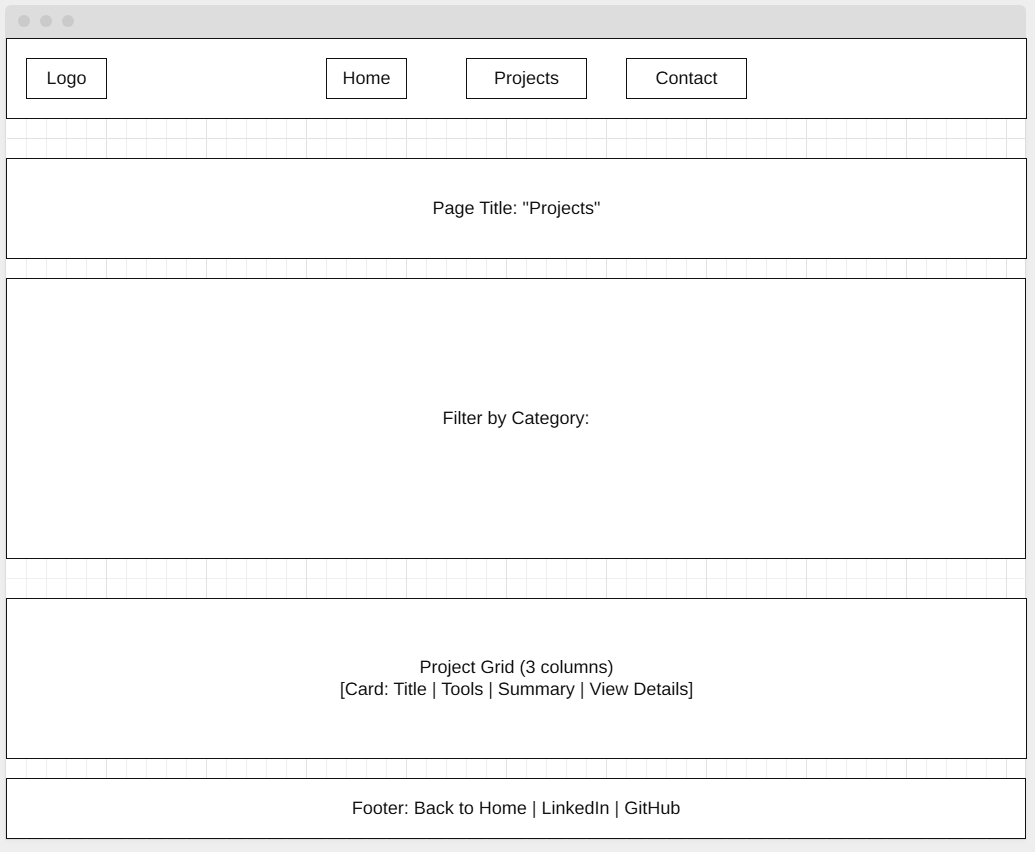 Logo
Home
Projects
Contact
Page Title: "Projects"
Filter by Category:
Project Grid (3 columns)
[Card: Title | Tools | Summary | View Details]
Footer: Back to Home | LinkedIn | GitHub